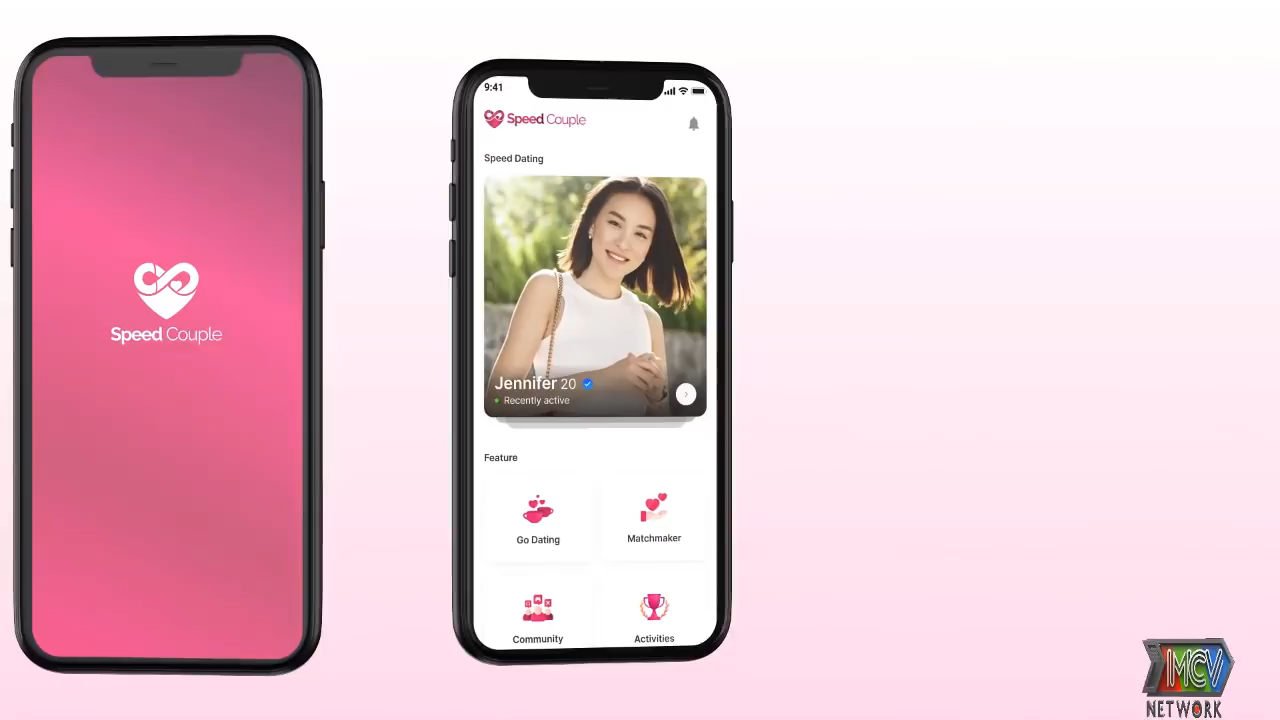 Speed Couple
9:41
Speed Couple
Speed Dating
Jennifer 20
Recently active
Feature
Go Dating
Matchmaker
Community
Activities
MCV
NETWORK